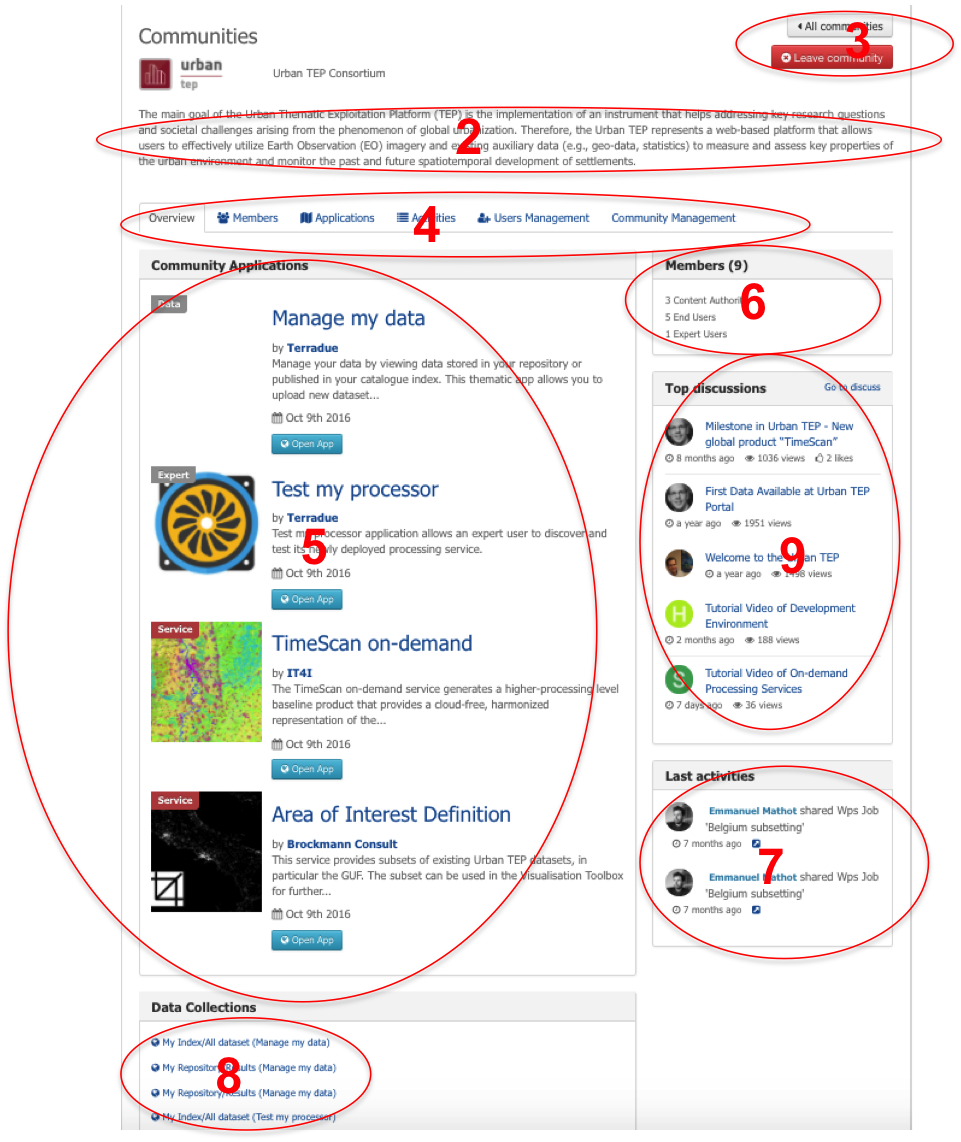 Communities
All communities
3
Leave community
urban
tep
Urban TEP Consortium
The main goal of the Urban Thematic Exploitation Platform (TEP) is the implementation of an instrument that helps addressing key research questions
and societal challenges arising from the phenomenon of global urbanization. Therefore, the Urban TEP represents a web-based platform that allows
2
users to effectively utilize Earth Observation (EO) imagery and existing auxiliary data (e.g., geo-data, statistics) to measure and assess key properties of
the urban environment and monitor the past and future spatiotemporal development of settlements.
Overview Members Applications Activities Users Management Community Management
4
Community Applications
Data
Manage my data
by Terradue
Manage your data by viewing data stored in your repository or
published in your catalogue index. This thematic app allows you to
upload new dataset...
Oct 9th 2016
Open App
Expert
Test my processor
by Terradue
Test my processor application allows an expert user to discover and
test its newly deployed processing service.
5
Oct 9th 2016
Open App
Service
TimeScan on-demand
by IT4I
The TimeScan on-demand service generates a higher-processing level
baseline product that provides a cloud-free, harmonized
representation of the...
Oct 9th 2016
Open App
Service
Area of Interest Definition
by Brockmann Consult
This service provides subsets of existing Urban TEP datasets, in
particular the GUF. The subset can be used in the Visualisation Toolbox
for further...
Oct 9th 2016
Open App
Members (9)
3 Content Authorit
6
5 End Users
1 Expert Users
Top discussions Go to discuss
Milestone in Urban TEP - New
global product “TimeScan”
8 months ago 1036 views 2 likes
First Data Available at Urban TEP
Portal
a year ago 1951 views
Welcome to the Urban TEP
9
a year ago 1498 views
H
Tutorial Video of Development
Environment
2 months ago 188 views
S
Tutorial Video of On-demand
Processing Services
7 days ago 36 views
Last activities
Emmanuel Mathot shared Wps Job
'Belgium subsetting'
7 months ago
7
Emmanuel Mathot shared Wps Job
'Belgium subsetting'
7 months ago
Data Collections
My Index/All dataset (Manage my data)
My Repository/Results (Manage my data)
8
My Repository/Results (Manage my data)
My Index/All dataset (Test my processor)